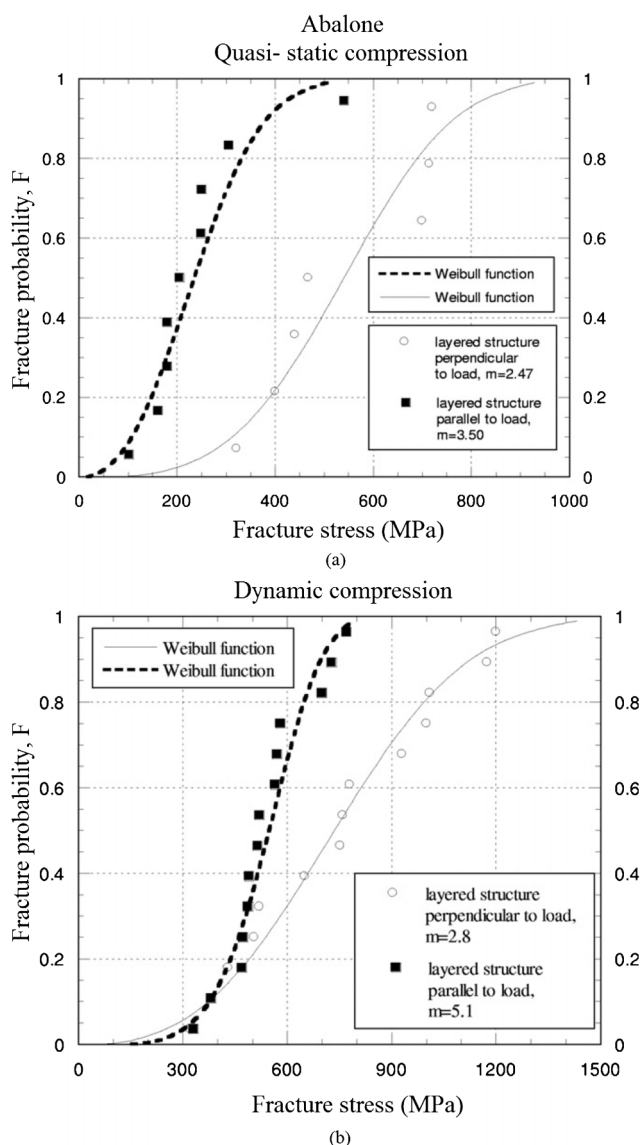 Abalone
Quasi- static compression
1
0.8
0.6
0.4
0.2
0
1
0.8
0.6
0.4
0.2
0
Fracture probability, F
Weibull function
Weibull function
layered structure
perpendicular
to load, m=2.47
layered structure
parallel to load,
m=3.50
0 200 400 600 800 1000
Fracture stress (MPa)
(a)
Dynamic compression
1
0.8
0.6
0.4
0.2
0
1
0.8
0.6
0.4
0.2
0
Fracture probability, F
Weibull function
Weibull function
layered structure
perpendicular to load,
m=2.8
layered structure
parallel to load,
m=5.1
0 300 600 900 1200 1500
Fracture stress (MPa)
(b)